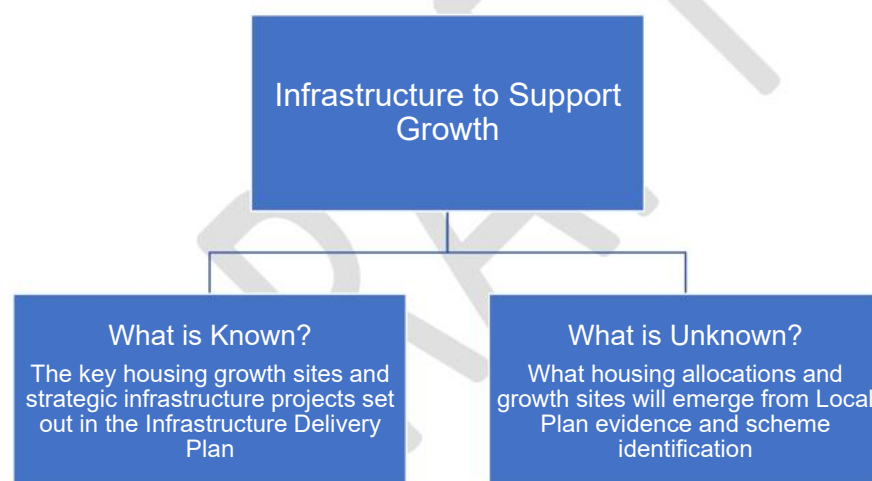 Infrastructure to Support
Growth
What is Known?
The key housing growth sites and
strategic infrastructure projects set
out in the Infrastructure Delivery
Plan
What is Unknown?
What housing allocations and
growth sites will emerge from Local
Plan evidence and scheme
identification